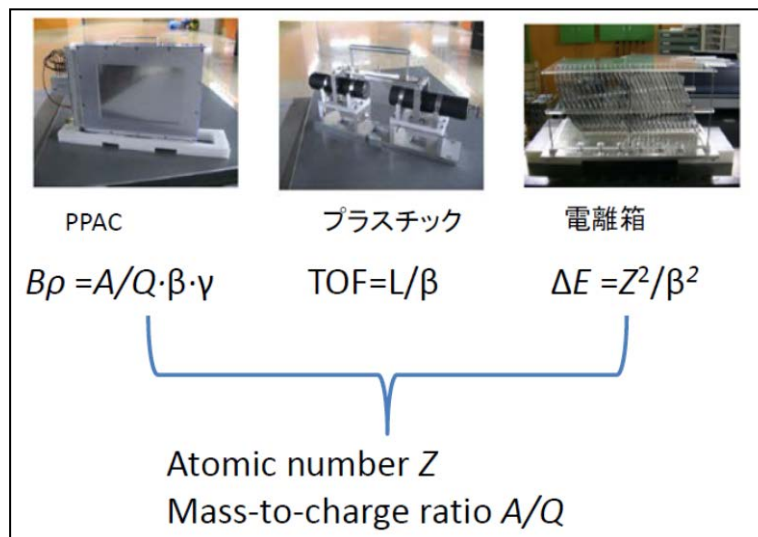 PPAC
プラスチック
電離箱
Bρ =A/Q·β·γ
TOF=L/β
ΔE =Z²/β²
Atomic number Z
Mass-to-charge ratio A/Q